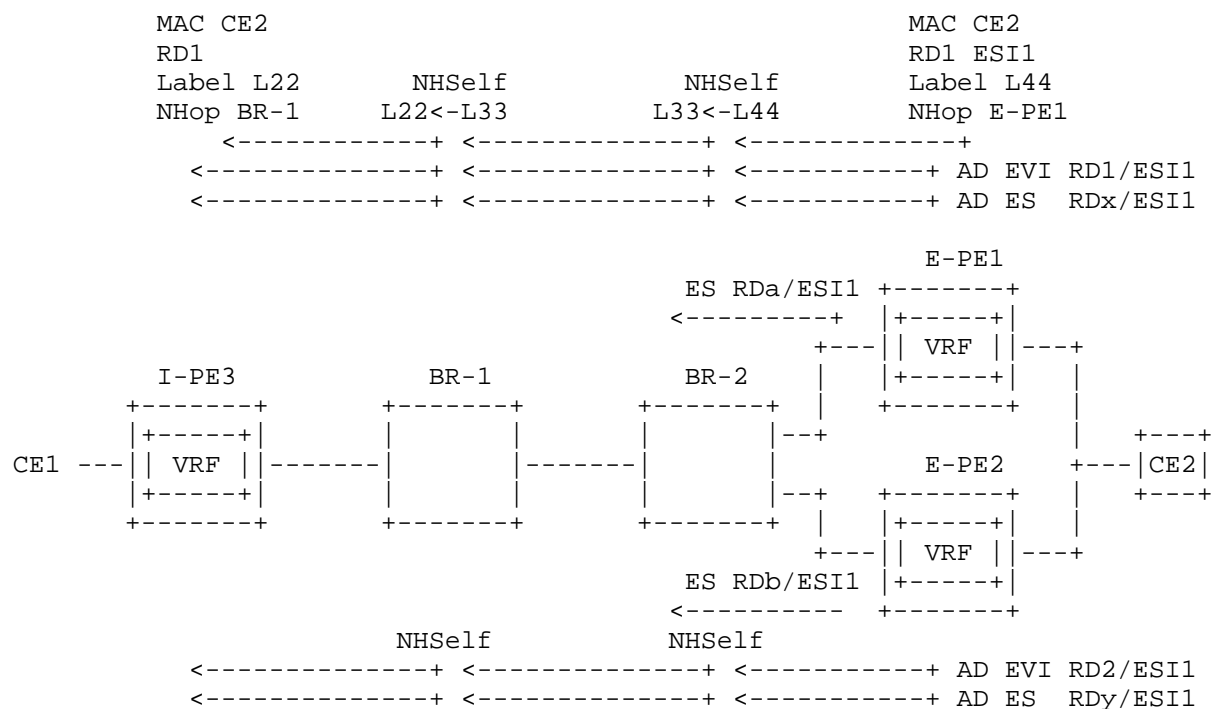 MAC CE2 MAC CE2
RD1 RD1 ESI1
Label L22 NHSelf NHSelf Label L44
NHop BR-1 L22<-L33 L33<-L44 NHop E-PE1
AD EVI RD1/ESI1
AD ES RDx/ESI1
E-PE1
ES RDa/ESI1
VRF
I-PE3 BR-1 BR-2
CE1 VRF E-PE2 CE2
VRF
ES RDb/ESI1
NHSelf NHSelf
AD EVI RD2/ESI1
AD ES RDy/ESI1